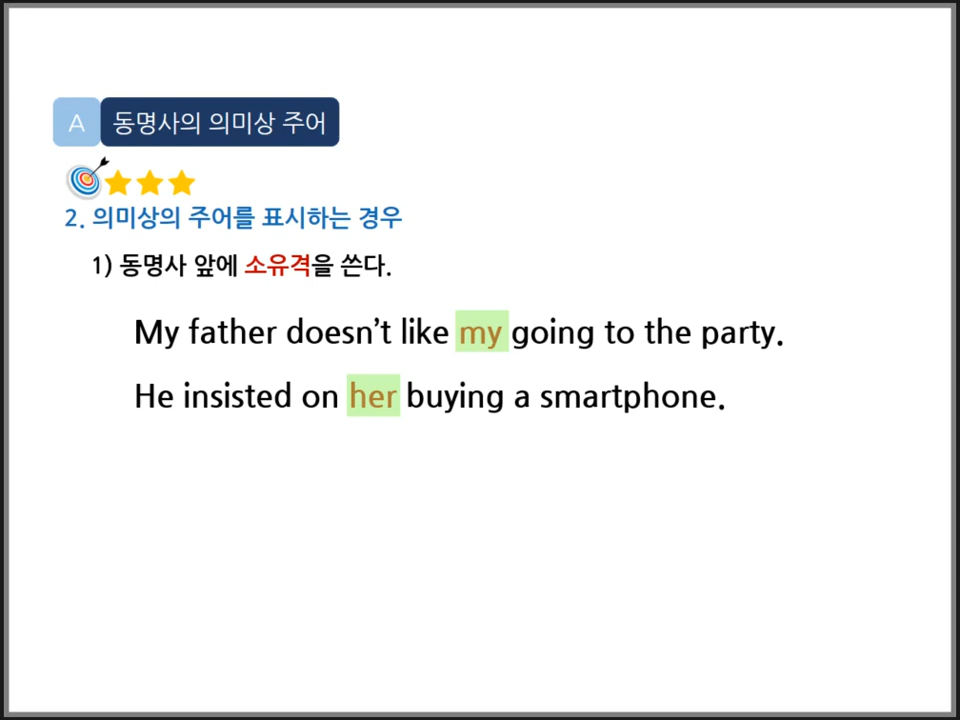 A 동명사의 의미상 주어
2. 의미상의 주어를 표시하는 경우
1) 동명사 앞에 소유격을 쓴다.
My father doesn’t like my going to the party.
He insisted on her buying a smartphone.